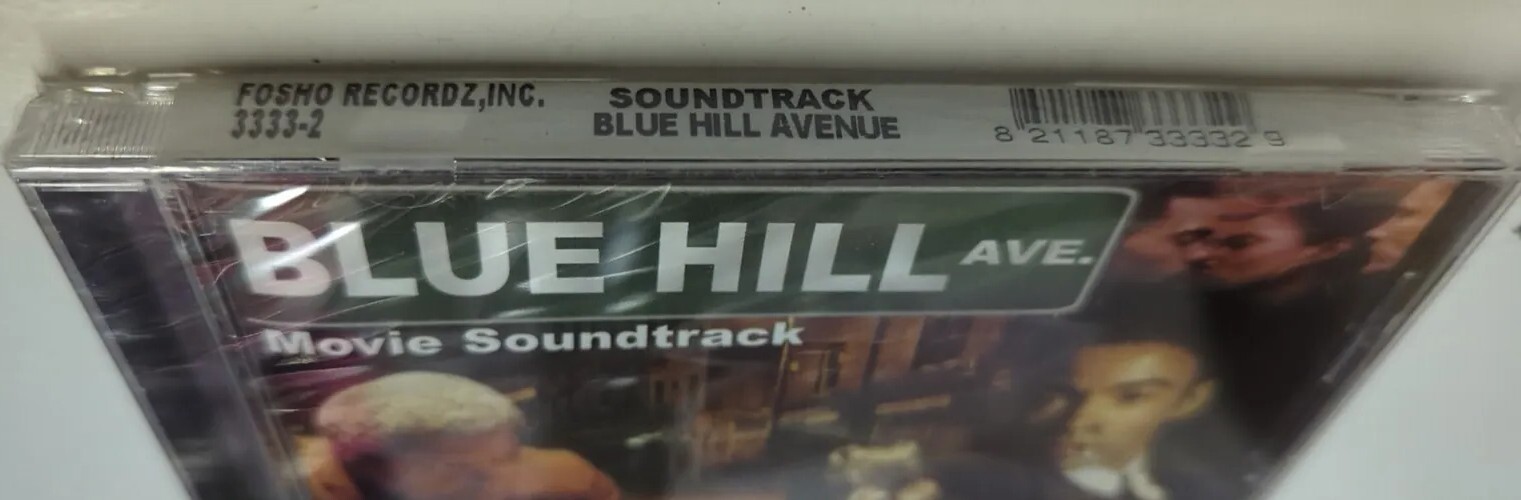 FOSHO RECORDZ,INC.
3333-2
SOUNDTRACK
BLUE HILL AVENUE
8 21187 33332 9
BLUE HILL AVE.
Movie Soundtrack